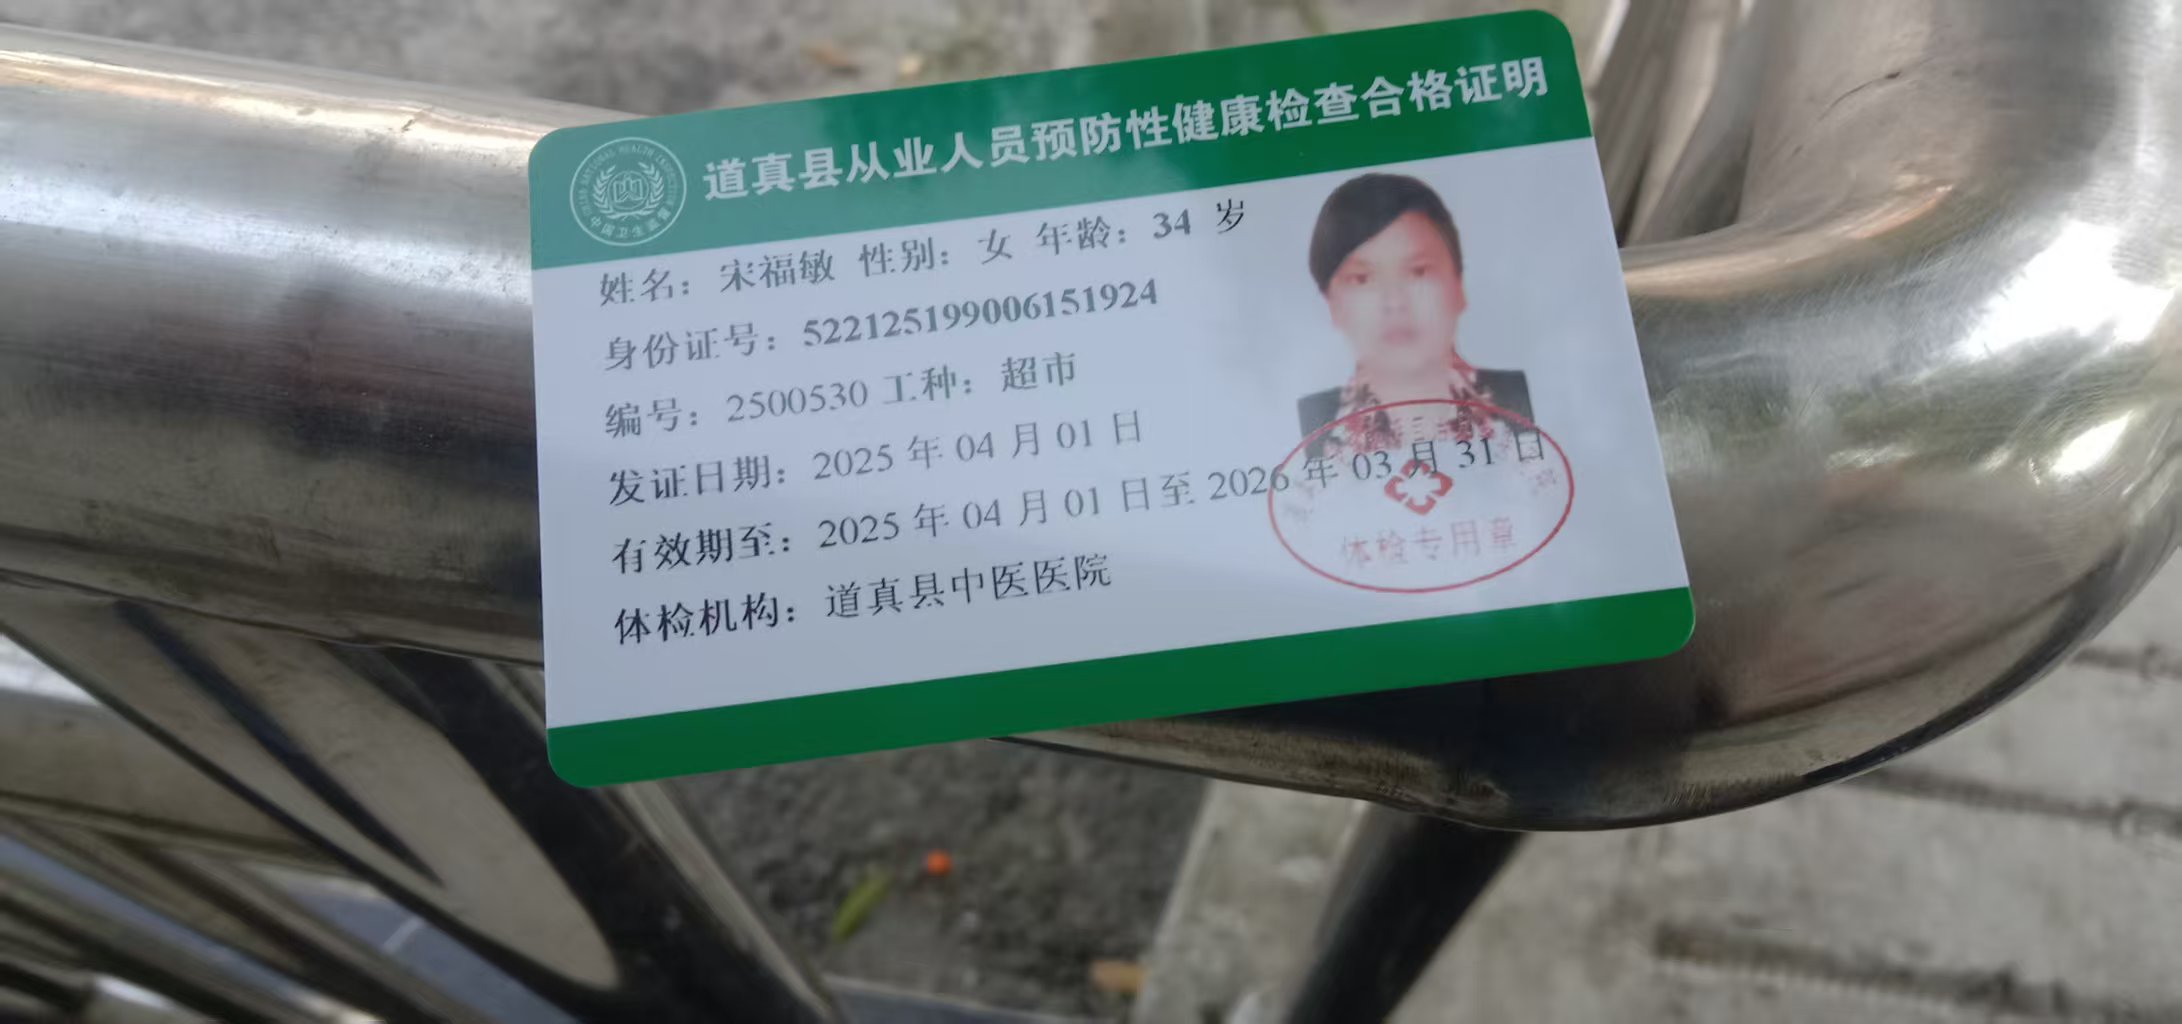 道真县从业人员预防性健康检查合格证明
姓名：宋福敏 性别：女 年龄：34 岁
身份证号：522125199006151924
编号：2500530 工种：超市
发证日期：2025 年 04 月 01 日
有效期至：2025 年 04 月 01 日至 2026 年 03 月 31 日
体检机构：道真县中医医院
体检专用章